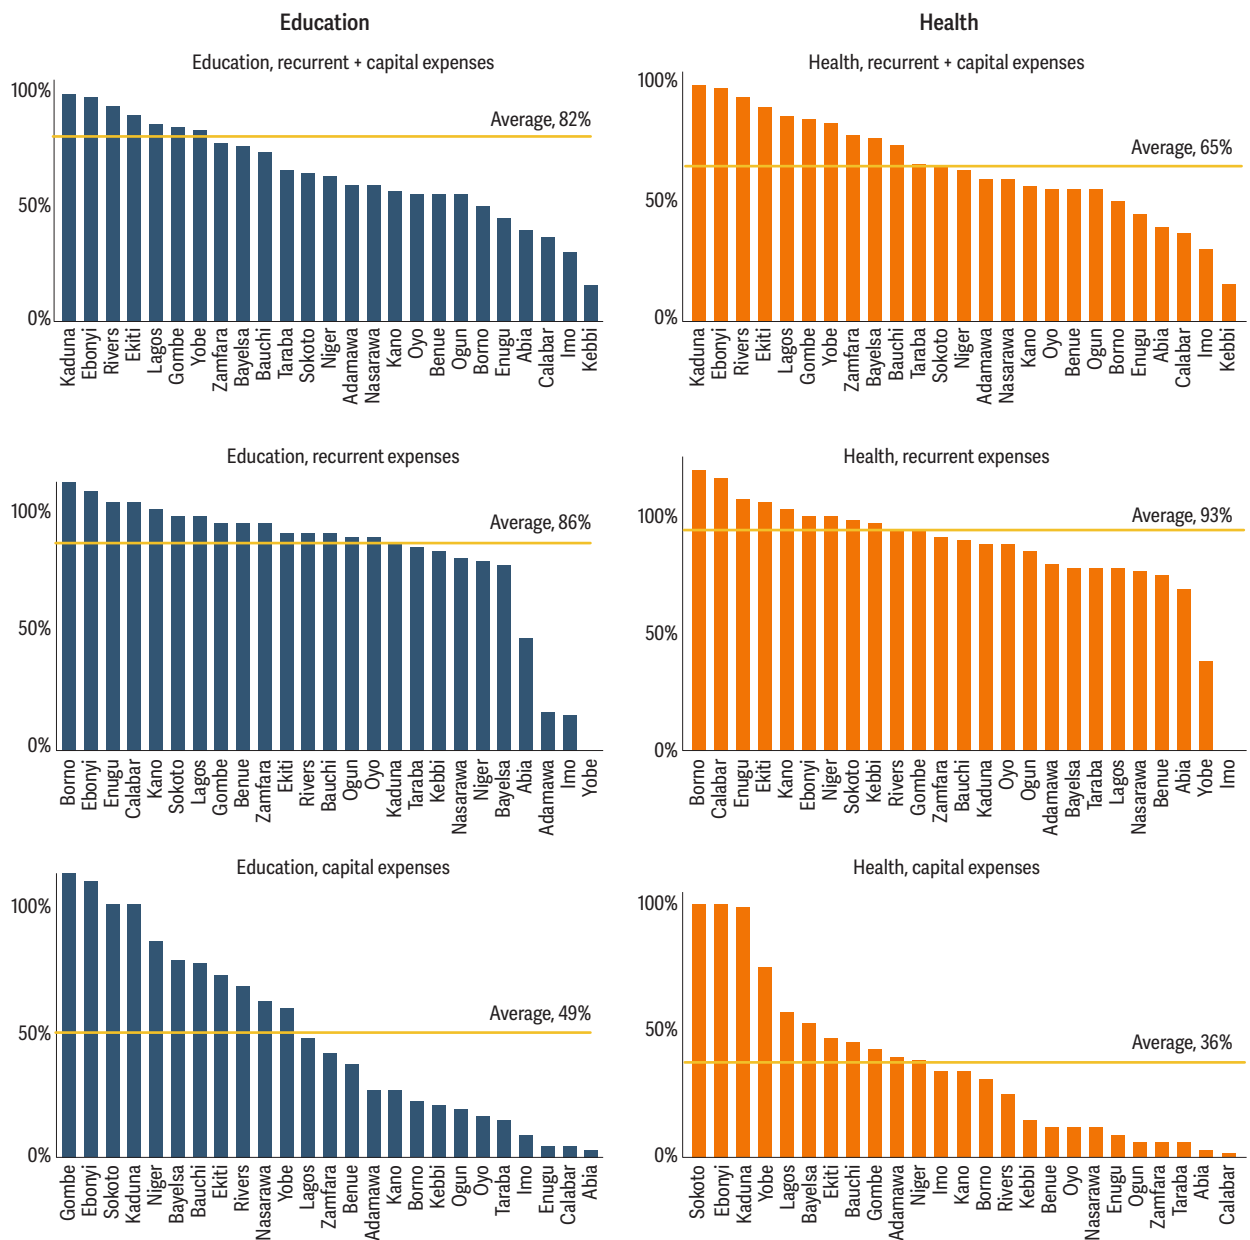 Education
Education, recurrent + capital expenses
100%
Average, 82%
50%
0%
Kaduna
Ebonyi
Rivers
Ekiti
Lagos
Gombe
Yobe
Zamfara
Bayelsa
Bauchi
Taraba
Sokoto
Niger
Adamawa
Nasarawa
Kano
Oyo
Benue
Ogun
Borno
Enugu
Abia
Calabar
Imo
Kebbi
Education, recurrent expenses
100%
Average, 86%
50%
0%
Borno
Ebonyi
Enugu
Calabar
Kano
Sokoto
Lagos
Gombe
Benue
Zamfara
Ekiti
Rivers
Bauchi
Ogun
Oyo
Kaduna
Taraba
Kebbi
Nasarawa
Niger
Bayelsa
Abia
Adamawa
Imo
Yobe
Education, capital expenses
100%
Average, 49%
50%
0%
Gombe
Ebonyi
Sokoto
Kaduna
Niger
Bayelsa
Bauchi
Ekiti
Rivers
Nasarawa
Yobe
Lagos
Zamfara
Benue
Adamawa
Kano
Borno
Kebbi
Ogun
Oyo
Taraba
Imo
Enugu
Calabar
Abia
Health
Health, recurrent + capital expenses
100%
Average, 65%
50%
0%
Kaduna
Ebonyi
Rivers
Ekiti
Lagos
Gombe
Yobe
Zamfara
Bayelsa
Bauchi
Taraba
Sokoto
Niger
Adamawa
Nasarawa
Kano
Oyo
Benue
Ogun
Borno
Enugu
Abia
Calabar
Imo
Kebbi
Health, recurrent expenses
100%
Average, 93%
50%
0%
Borno
Calabar
Enugu
Ekiti
Kano
Ebonyi
Niger
Sokoto
Kebbi
Rivers
Gombe
Zamfara
Bauchi
Kaduna
Oyo
Ogun
Adamawa
Bayelsa
Taraba
Lagos
Nasarawa
Benue
Abia
Yobe
Imo
Health, capital expenses
100%
Average, 36%
50%
0%
Sokoto
Ebonyi
Kaduna
Yobe
Lagos
Bayelsa
Ekiti
Bauchi
Gombe
Adamawa
Niger
Imo
Kano
Borno
Rivers
Kebbi
Benue
Oyo
Nasarawa
Enugu
Ogun
Zamfara
Taraba
Abia
Calabar